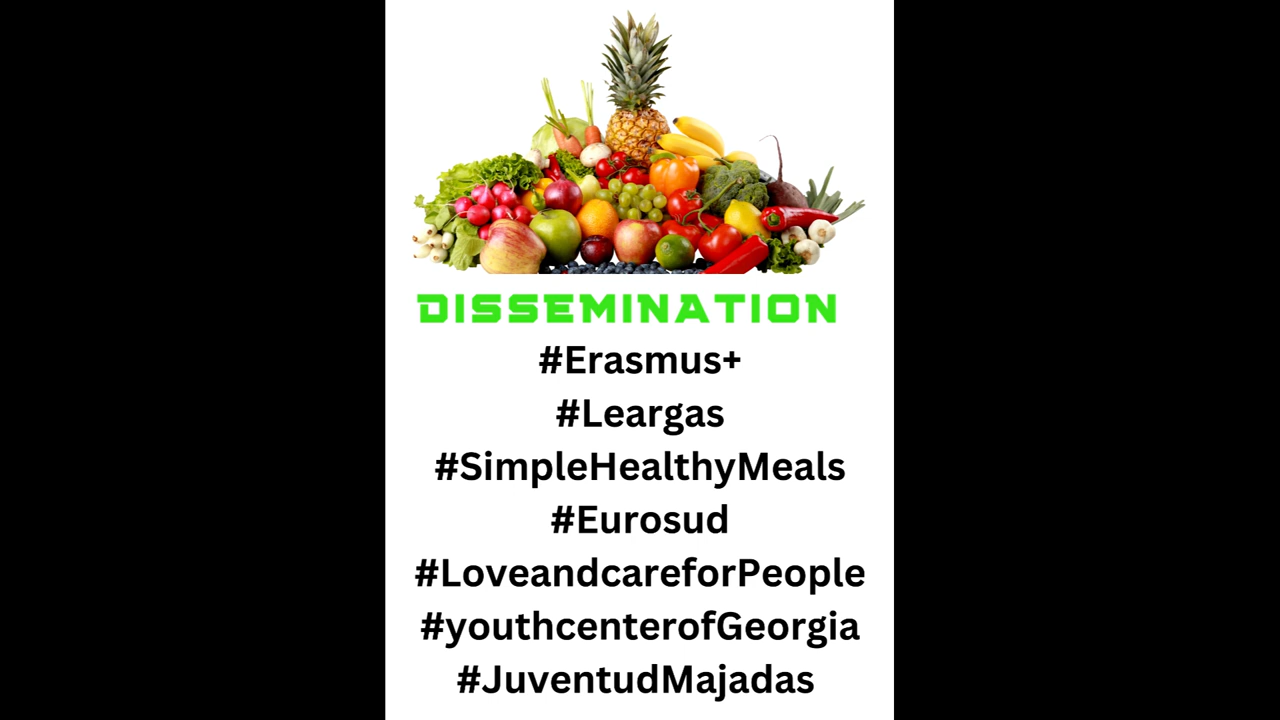 DISSEMINATION
#Erasmus+
#Leargas
#SimpleHealthyMeals
#Eurosud
#LoveandcareforPeople
#youthcenterofGeorgia
#JuventudMajadas